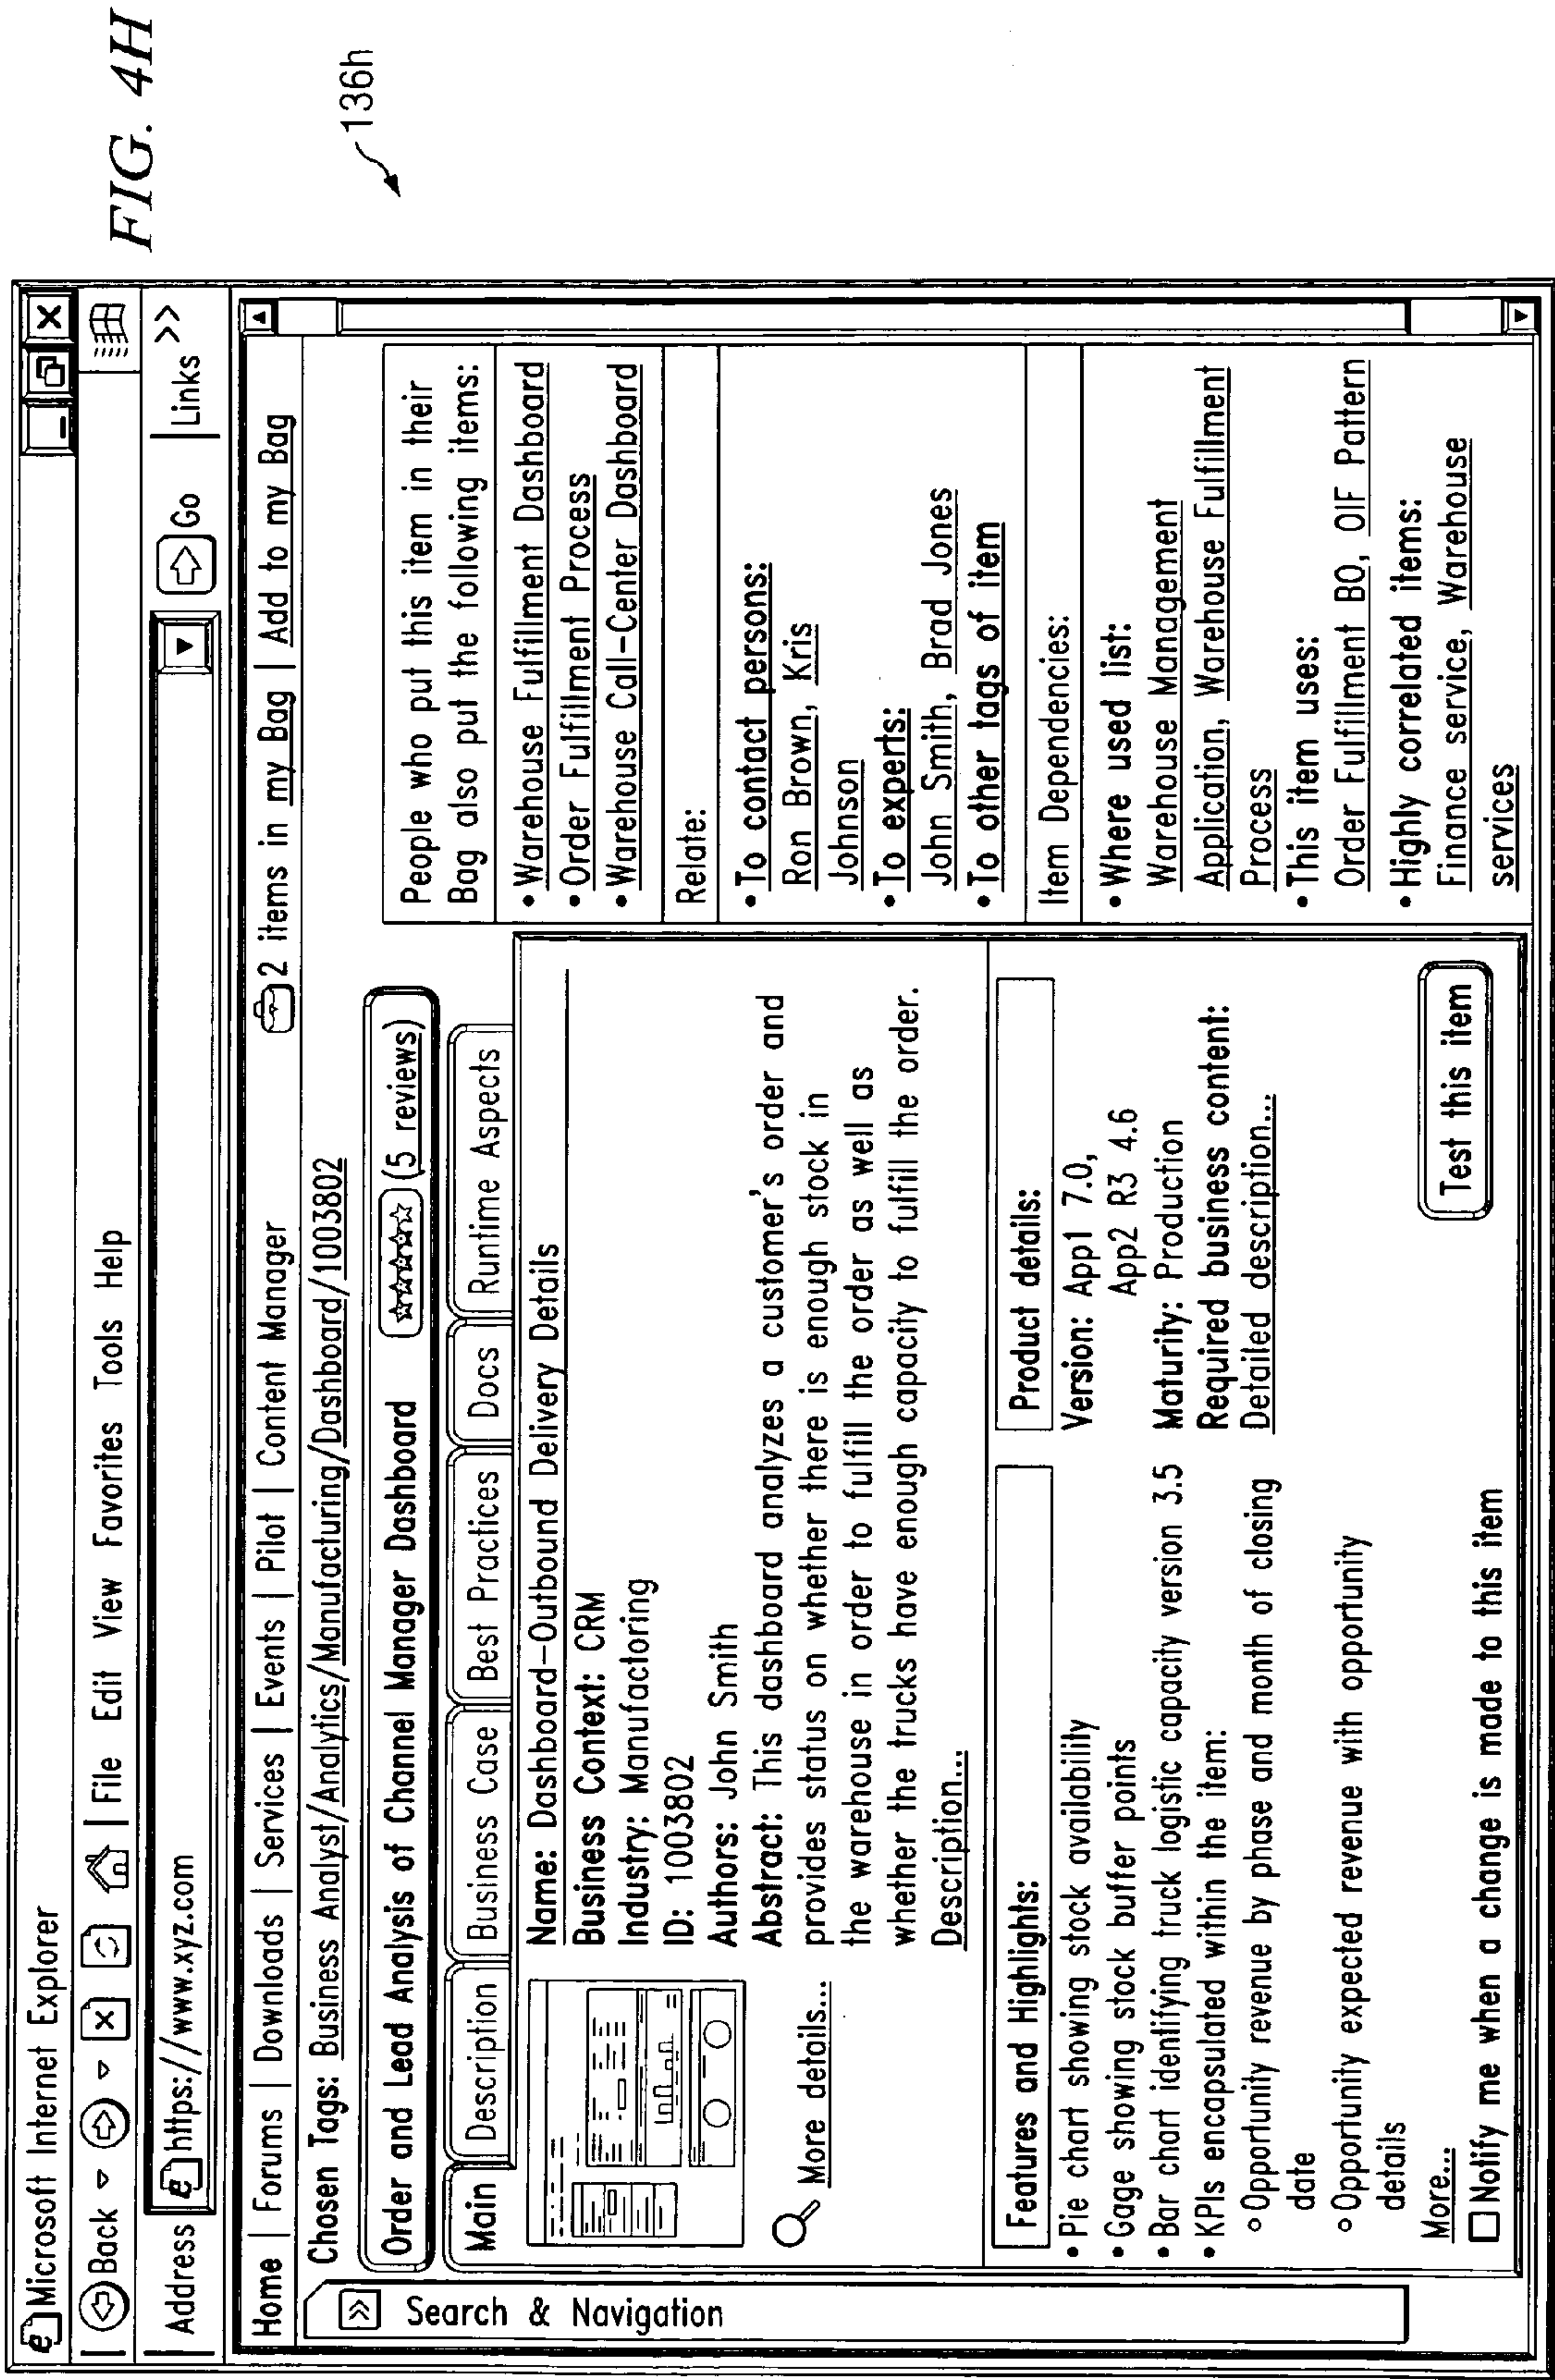 FIG. 4H
136h
Microsoft Internet Explorer
Back | File Edit View Favorites Tools Help
Address https://www.xyz.com Go | Links >>
Home | Forums | Downloads | Services | Events | Pilot | Content Manager 2 items in my Bag | Add to my Bag
Search & Navigation
Chosen Tags: Business Analyst/Analytics/Manufacturing/Dashboard/1003802
Order and Lead Analysis of Channel Manager Dashboard ☆☆☆☆☆ (5 reviews)
Main Description Business Case Best Practices Docs Runtime Aspects
More details...
Name: Dashboard-Outbound Delivery Details
Business Context: CRM
Industry: Manufactoring
ID: 1003802
Authors: John Smith
Abstract: This dashboard analyzes a customer's order and
provides status on whether there is enough stock in
the warehouse in order to fulfill the order as well as
whether the trucks have enough capacity to fulfill the order.
Description...
Features and Highlights:
• Pie chart showing stock availability
• Gage showing stock buffer points
• Bar chart identifying truck logistic capacity version 3.5
• KPIs encapsulated within the item:
○ Opportunity revenue by phase and month of closing
date
○ Opportunity expected revenue with opportunity
details
More...
Notify me when a change is made to this item
Product details:
Version: App1 7.0,
App2 R3 4.6
Maturity: Production
Required business content:
Detailed description...
Test this item
People who put this item in their
Bag also put the following items:
• Warehouse Fulfillment Dashboard
• Order Fulfillment Process
• Warehouse Call-Center Dashboard
Relate:
• To contact persons:
Ron Brown, Kris
Johnson
• To experts:
John Smith, Brad Jones
• To other tags of item
Item Dependencies:
• Where used list:
Warehouse Management
Application, Warehouse Fulfillment
Process
• This item uses:
Order Fulfillment BO, OIF Pattern
• Highly correlated items:
Finance service, Warehouse
services